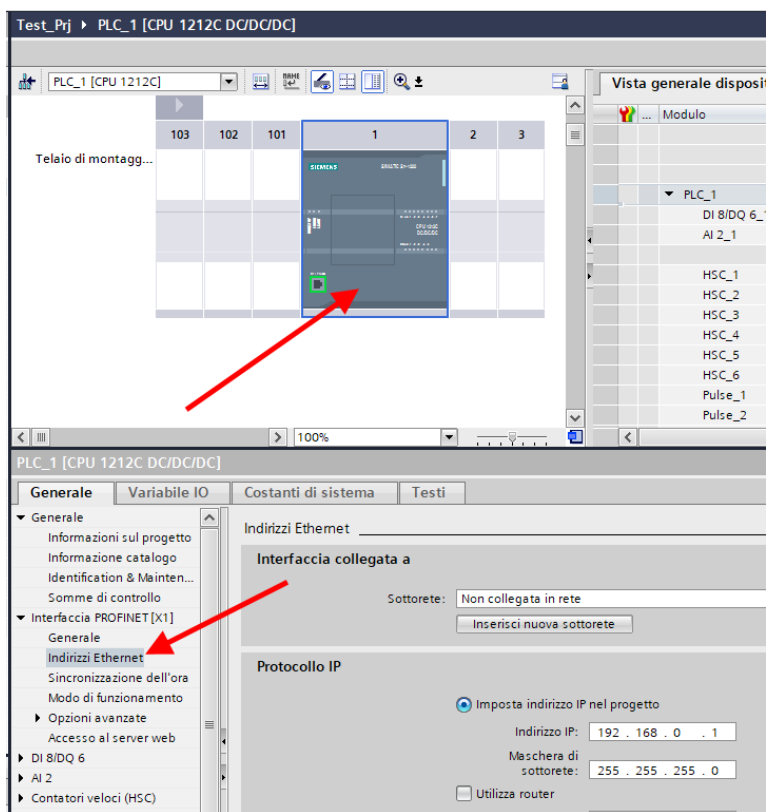 Test_Prj ▸ PLC_1 [CPU 1212C DC/DC/DC]
PLC_1 [CPU 1212C]
Vista generale disposit
... Modulo
103 102 101 1 2 3
Telaio di montagg...
SIEMENS
PLC_1
DI 8/DQ 6_1
AI 2_1
HSC_1
HSC_2
HSC_3
HSC_4
HSC_5
HSC_6
Pulse_1
Pulse_2
100%
PLC_1 [CPU 1212C DC/DC/DC]
Generale Variabile IO Costanti di sistema Testi
Generale
Informazioni sul progetto
Informazione catalogo
Identification & Mainten...
Somme di controllo
Interfaccia PROFINET [X1]
Generale
Indirizzi Ethernet
Sincronizzazione dell'ora
Modo di funzionamento
Opzioni avanzate
Accesso al server web
DI 8/DQ 6
AI 2
Contatori veloci (HSC)
Indirizzi Ethernet
Interfaccia collegata a
Sottorete: Non collegata in rete
Inserisci nuova sottorete
Protocollo IP
Imposta indirizzo IP nel progetto
Indirizzo IP: 192 . 168 . 0 . 1
Maschera di
sottorete: 255 . 255 . 255 . 0
Utilizza router